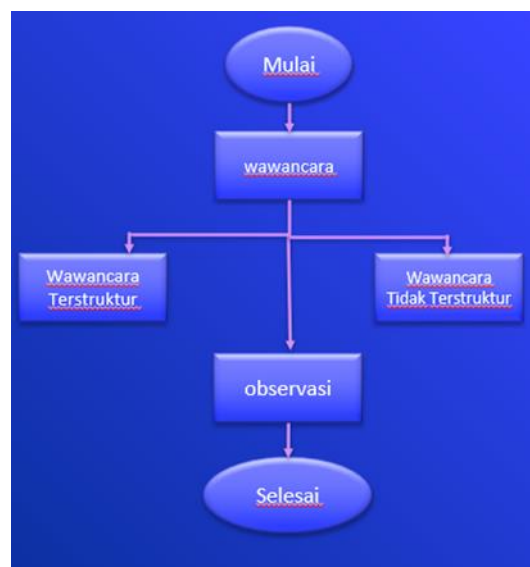 Mulai
wawancara
Wawancara
Terstruktur
Wawancara
Tidak Terstruktur
observasi
Selesai